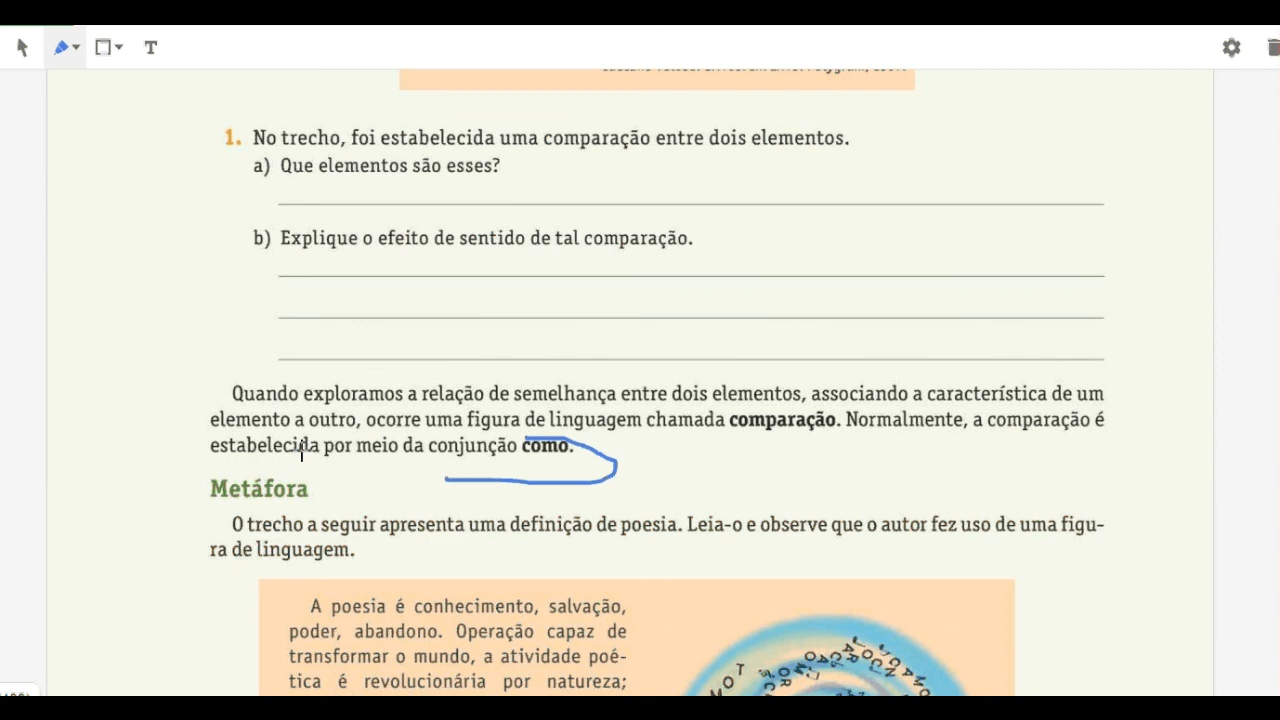 T
1. No trecho, foi estabelecida uma comparação entre dois elementos.
a) Que elementos são esses?
b) Explique o efeito de sentido de tal comparação.
Quando exploramos a relação de semelhança entre dois elementos, associando a característica de um
elemento a outro, ocorre uma figura de linguagem chamada comparação. Normalmente, a comparação é
estabelecida por meio da conjunção como.
Metáfora
O trecho a seguir apresenta uma definição de poesia. Leia-o e observe que o autor fez uso de uma figu-
ra de linguagem.
A poesia é conhecimento, salvação,
poder, abandono. Operação capaz de
transformar o mundo, a atividade poé-
tica é revolucionária por natureza;